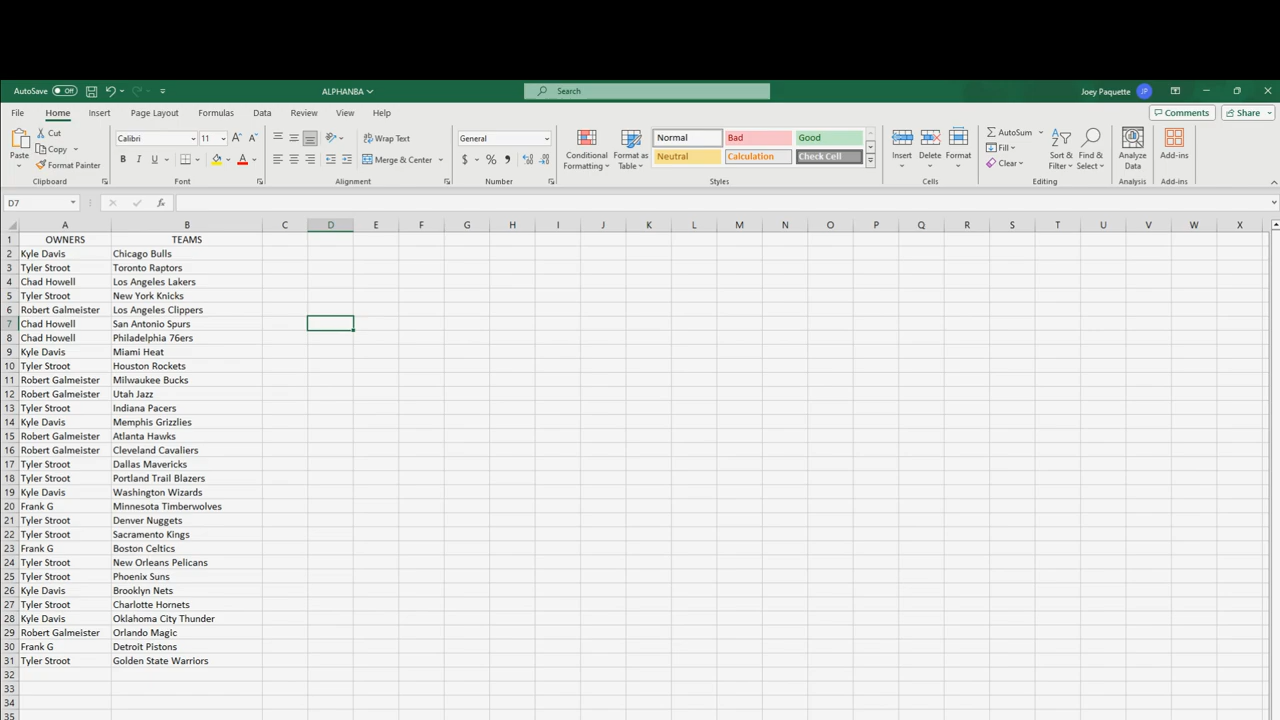 AutoSave Off ALPHANBA Search Joey Paquette JP
File Home Insert Page Layout Formulas Data Review View Help Comments Share
Paste Cut Copy Format Painter Clipboard
Calibri 11 A A B I U A Font
Wrap Text Merge & Center Alignment
General $ % , Number
Conditional Formatting Format as Table Normal Bad Good Neutral Calculation Check Cell Styles
Insert Delete Format Cells
AutoSum Fill Clear Sort & Filter Find & Select Editing
Analyze Data Analysis
Add-ins Add-ins
D7 fx
A B C D E F G H I J K L M N O P Q R S T U V W X
1 OWNERS TEAMS
2 Kyle Davis Chicago Bulls
3 Tyler Stroot Toronto Raptors
4 Chad Howell Los Angeles Lakers
5 Tyler Stroot New York Knicks
6 Robert Galmeister Los Angeles Clippers
7 Chad Howell San Antonio Spurs
8 Chad Howell Philadelphia 76ers
9 Kyle Davis Miami Heat
10 Tyler Stroot Houston Rockets
11 Robert Galmeister Milwaukee Bucks
12 Robert Galmeister Utah Jazz
13 Tyler Stroot Indiana Pacers
14 Kyle Davis Memphis Grizzlies
15 Robert Galmeister Atlanta Hawks
16 Robert Galmeister Cleveland Cavaliers
17 Tyler Stroot Dallas Mavericks
18 Tyler Stroot Portland Trail Blazers
19 Kyle Davis Washington Wizards
20 Frank G Minnesota Timberwolves
21 Tyler Stroot Denver Nuggets
22 Tyler Stroot Sacramento Kings
23 Frank G Boston Celtics
24 Tyler Stroot New Orleans Pelicans
25 Tyler Stroot Phoenix Suns
26 Kyle Davis Brooklyn Nets
27 Tyler Stroot Charlotte Hornets
28 Kyle Davis Oklahoma City Thunder
29 Robert Galmeister Orlando Magic
30 Frank G Detroit Pistons
31 Tyler Stroot Golden State Warriors
32
33
34
35